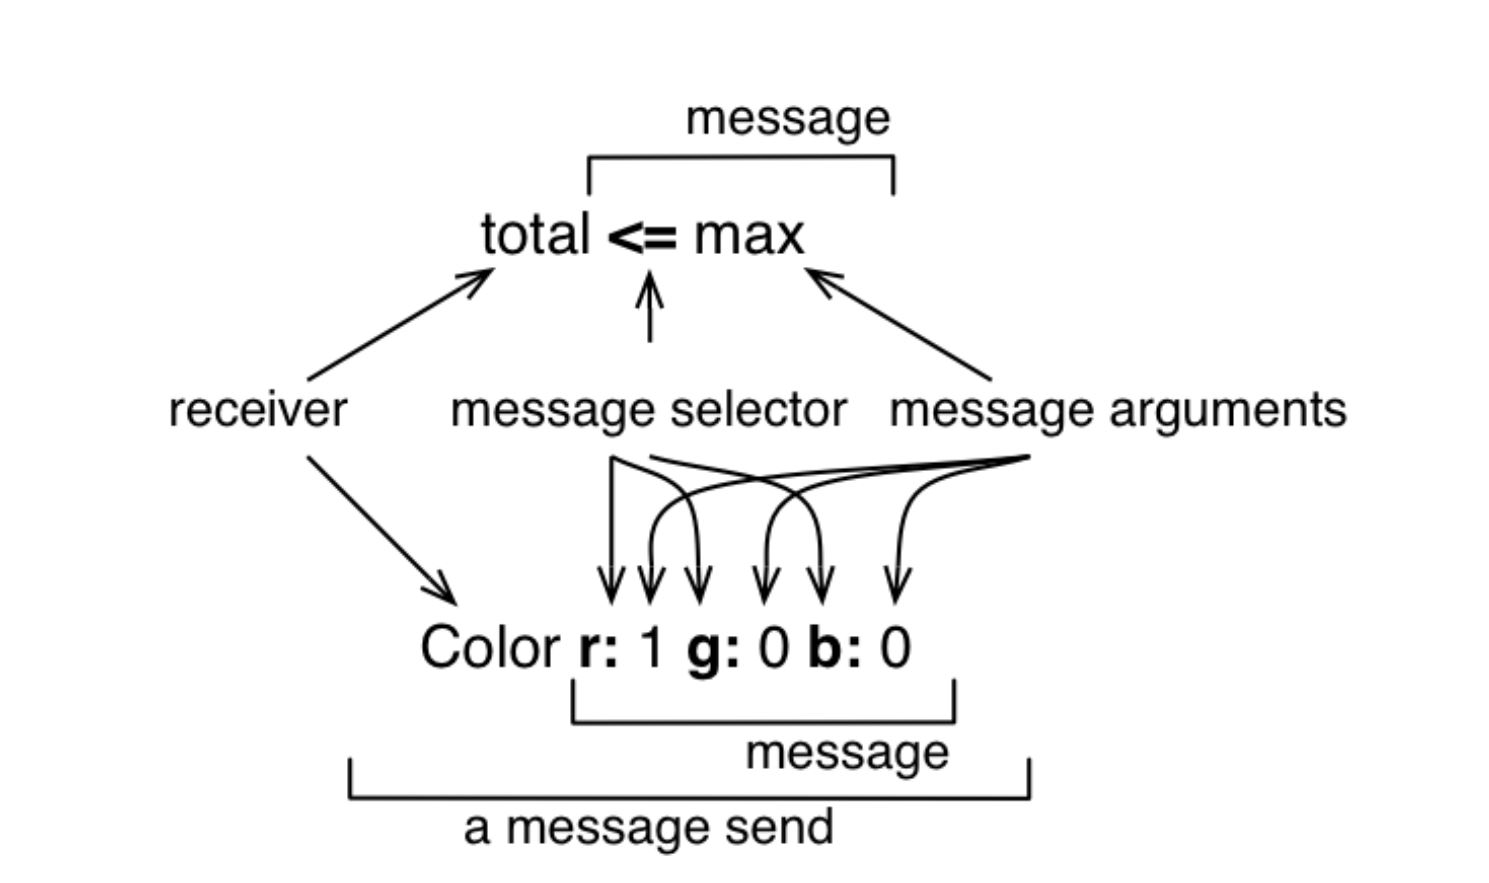 message
total <= max
receiver message selector message arguments
Color r: 1 g: 0 b: 0
message
a message send